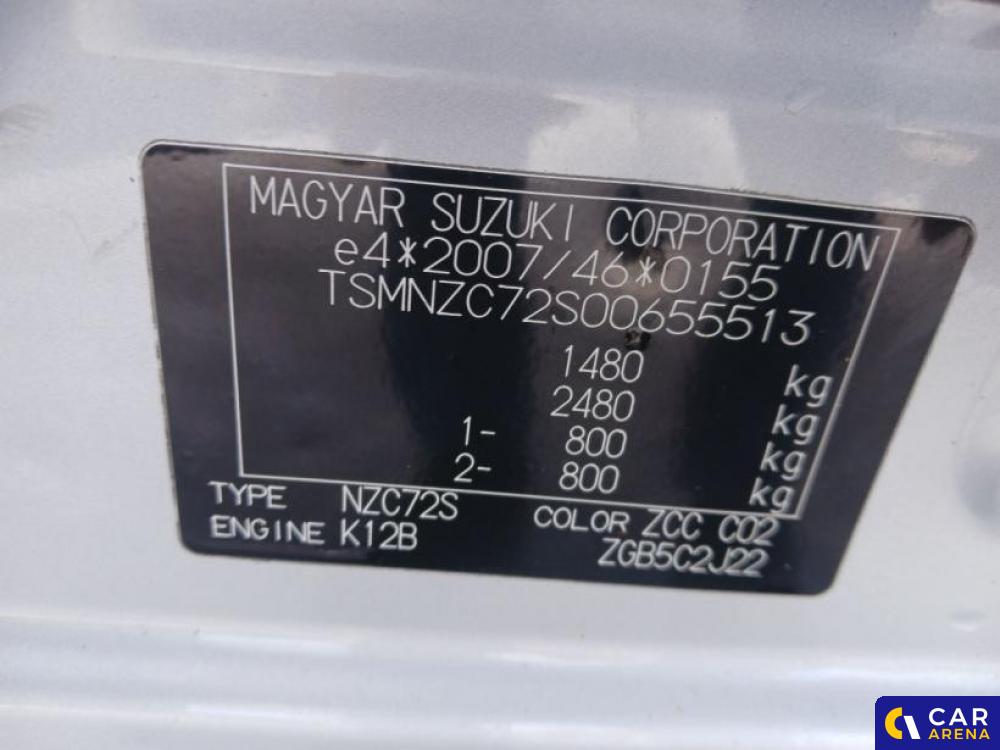 MAGYAR SUZUKI CORPORATION
e4*2007/46*0155
TSMNZC72S00655513
1480 kg
2480 kg
1- 800 kg
2- 800 kg
TYPE NZC72S COLOR ZCC C02
ENGINE K12B ZGB5C2J22
CAR
ARENA